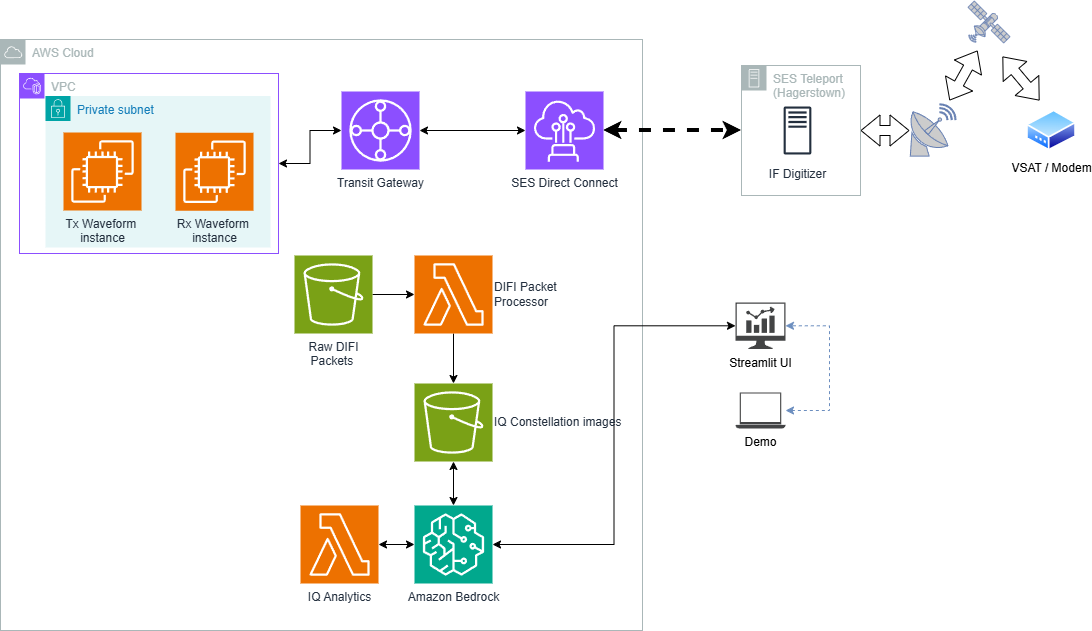 AWS Cloud
VPC
Private subnet
Tx Waveform
instance
Rx Waveform
instance
Transit Gateway
SES Direct Connect
SES Teleport
(Hagerstown)
IF Digitizer
VSAT / Modem
Raw DIFI
Packets
DIFI Packet
Processor
IQ Constellation images
Streamlit UI
Demo
IQ Analytics
Amazon Bedrock